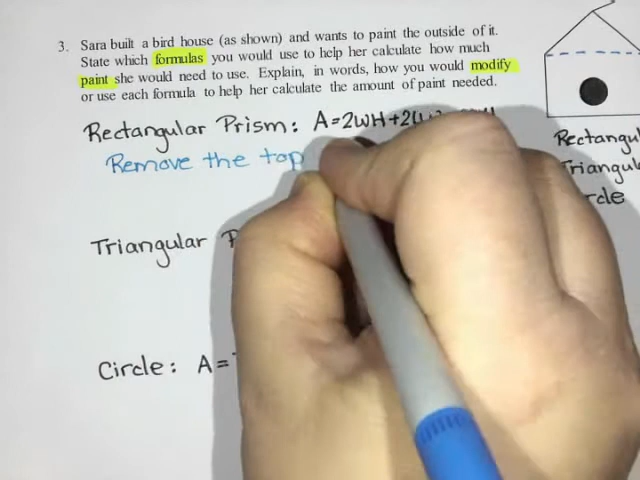 3. Sara built a bird house (as shown) and wants to paint the outside of it.
State which formulas you would use to help her calculate how much
paint she would need to use. Explain, in words, how you would modify
or use each formula to help her calculate the amount of paint needed.
Rectangular Prism: A=2WH+2
Remove the top
Triangular P
Circle: A=
Rectangul
Triangul
rcle